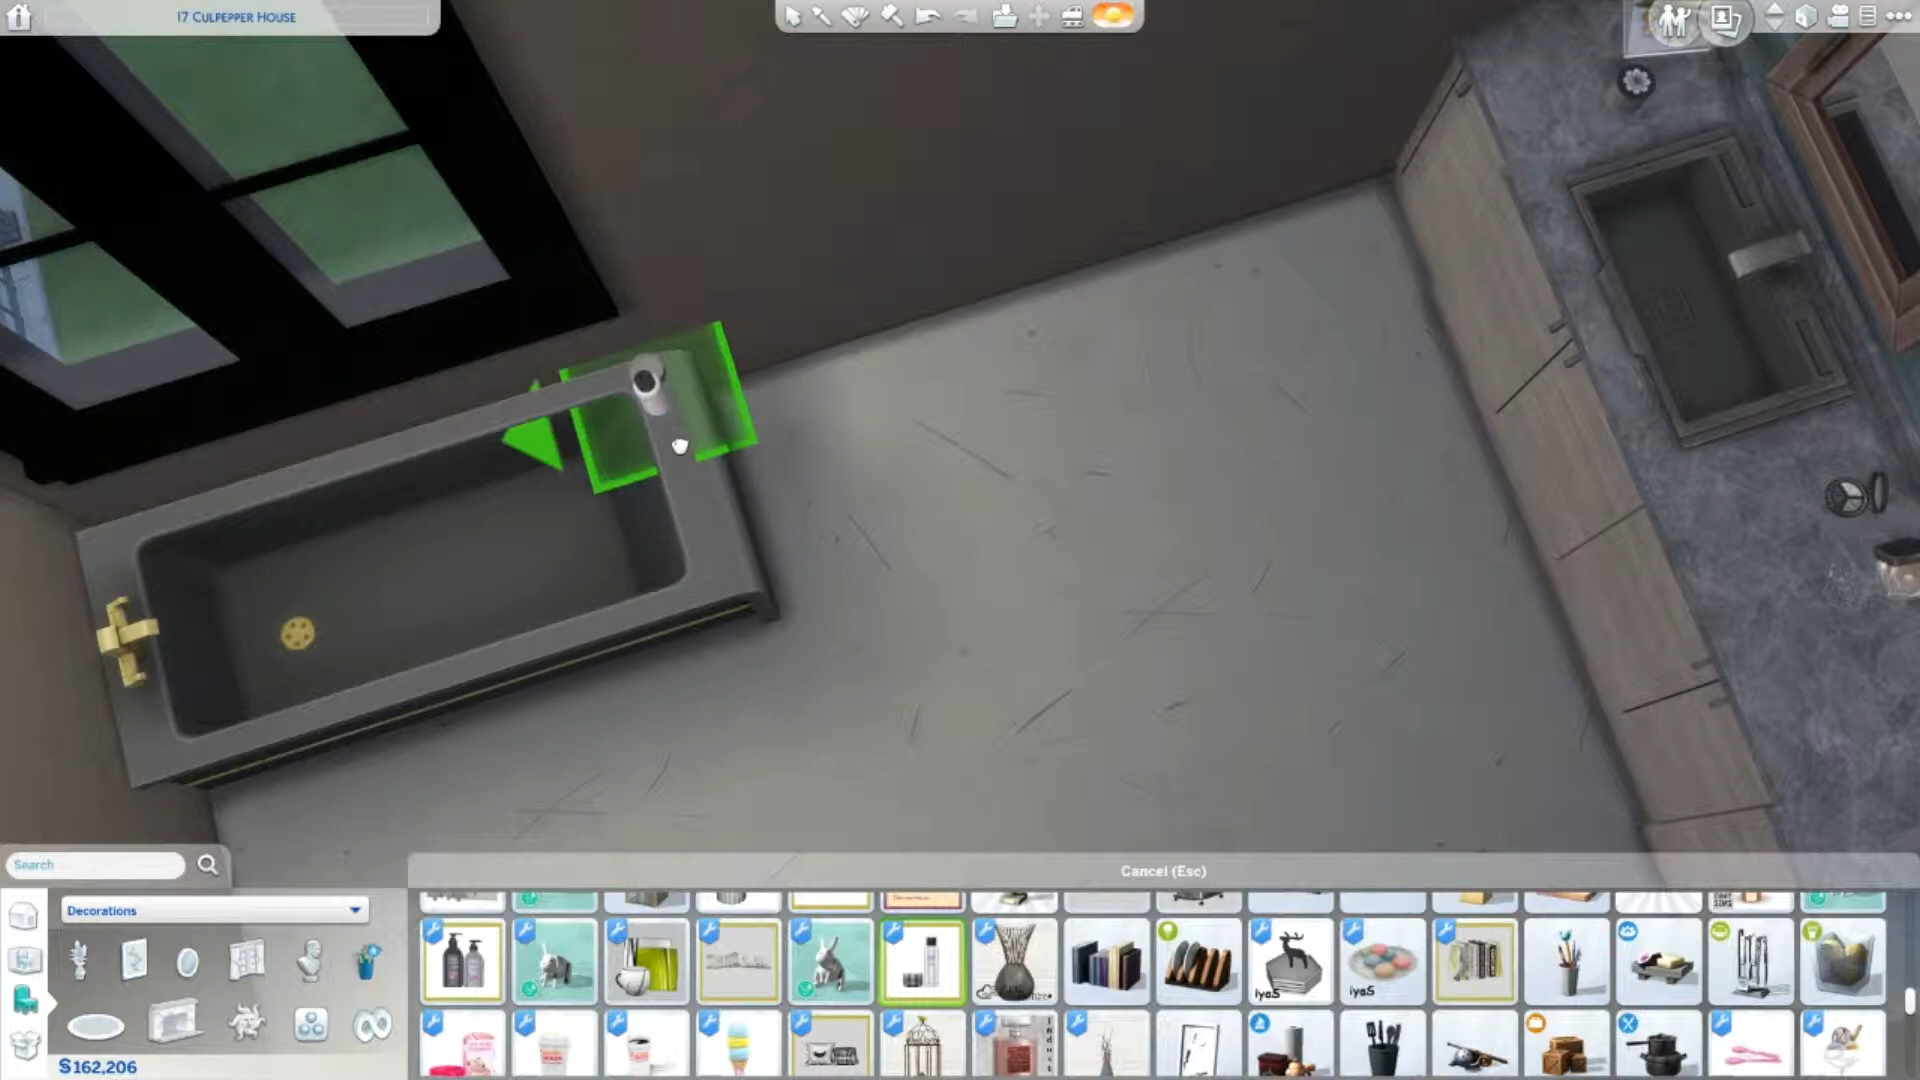 17 CULPEPPER HOUSE
Cancel (Esc)
Search
Decorations
iyaS
iyaS
§162,206